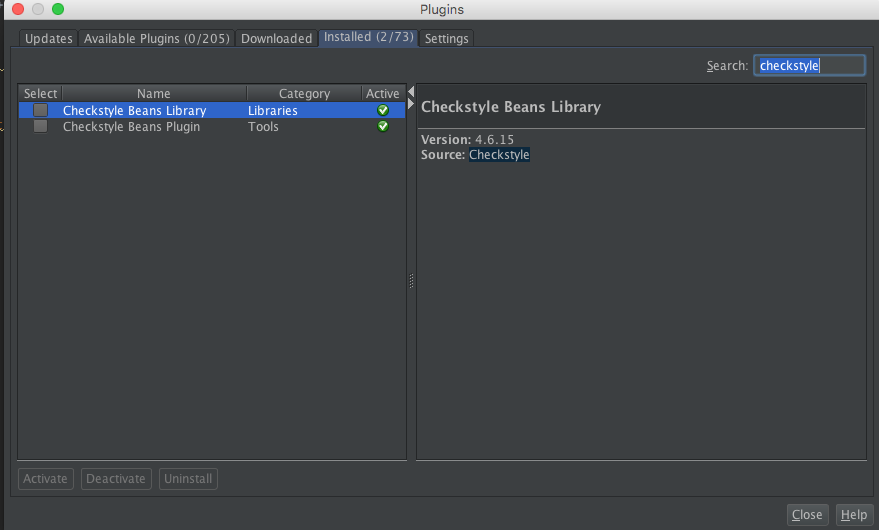 Plugins
Updates Available Plugins (0/205) Downloaded Installed (2/73) Settings
Search: checkstyle
Select Name Category Active
Checkstyle Beans Library Libraries
Checkstyle Beans Plugin Tools
Checkstyle Beans Library
Version: 4.6.15
Source: Checkstyle
Activate Deactivate Uninstall
Close Help